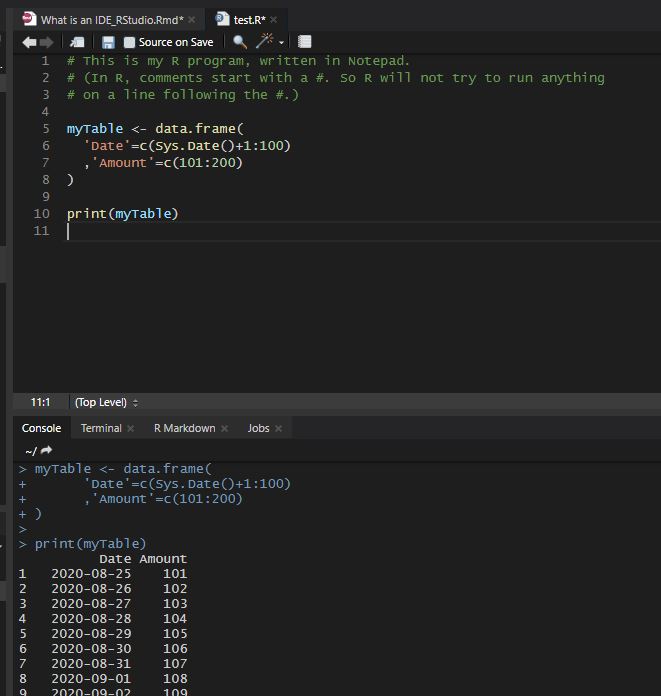 What is an IDE_RStudio.Rmd* × test.R* ×
Source on Save
1 # This is my R program, written in Notepad.
2 # (In R, comments start with a #. So R will not try to run anything
3 # on a line following the #.)
4
5 myTable <- data.frame(
6   'Date'=c(Sys.Date()+1:100)
7   ,'Amount'=c(101:200)
8 )
9
10 print(myTable)
11
11:1 (Top Level)
Console Terminal × R Markdown × Jobs ×
~/
> myTable <- data.frame(
+       'Date'=c(Sys.Date()+1:100)
+       ,'Amount'=c(101:200)
+ )
>
> print(myTable)
          Date Amount
1   2020-08-25    101
2   2020-08-26    102
3   2020-08-27    103
4   2020-08-28    104
5   2020-08-29    105
6   2020-08-30    106
7   2020-08-31    107
8   2020-09-01    108
9   2020-09-02    109